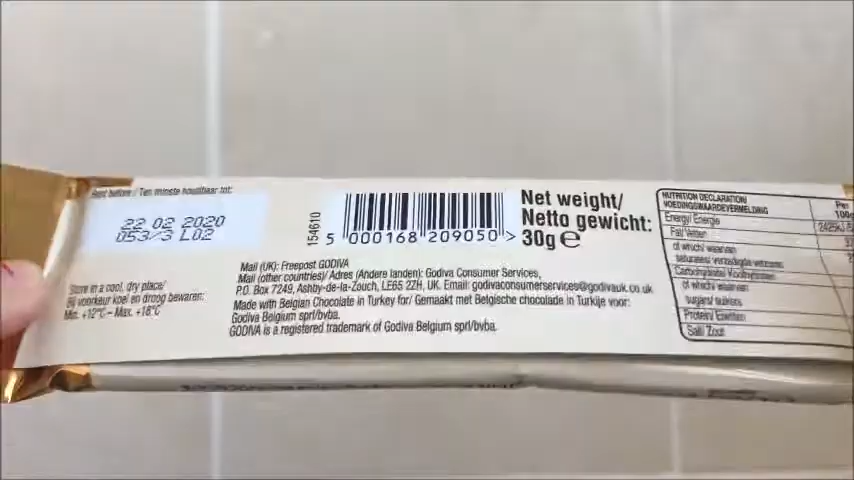 Best before / Ten minste houdbaar tot:
22 02 2020
053/3 L02
Store in a cool, dry place/
Bij voorkeur koel en droog bewaren:
Min. +12°C – Max. +18°C
154610
5 000168 209050 >
Net weight/
Netto gewicht:
30g ℮
Mail (UK): Freepost GODIVA
Mail (other countries)/ Adres (Andere landen): Godiva Consumer Services,
P.O. Box 7249, Ashby-de-la-Zouch, LE65 2ZH, UK. Email: godivaconsumerservices@godivauk.co.uk
Made with Belgian Chocolate in Turkey for/ Gemaakt met Belgische chocolade in Turkije voor:
Godiva Belgium sprl/bvba.
GODIVA is a registered trademark of Godiva Belgium sprl/bvba.
NUTRITION DECLARATION/
VOEDINGSWAARDEVERMELDING
Per
100g
Energy/ Energie
2425kJ
Fat/ Vetten
of which/ waarvan
saturates/ verzadigde vetzuren
Carbohydrate/ Koolhydraten
of which/ waarvan
sugars/ suikers
Protein/ Eiwitten
Salt/ Zout